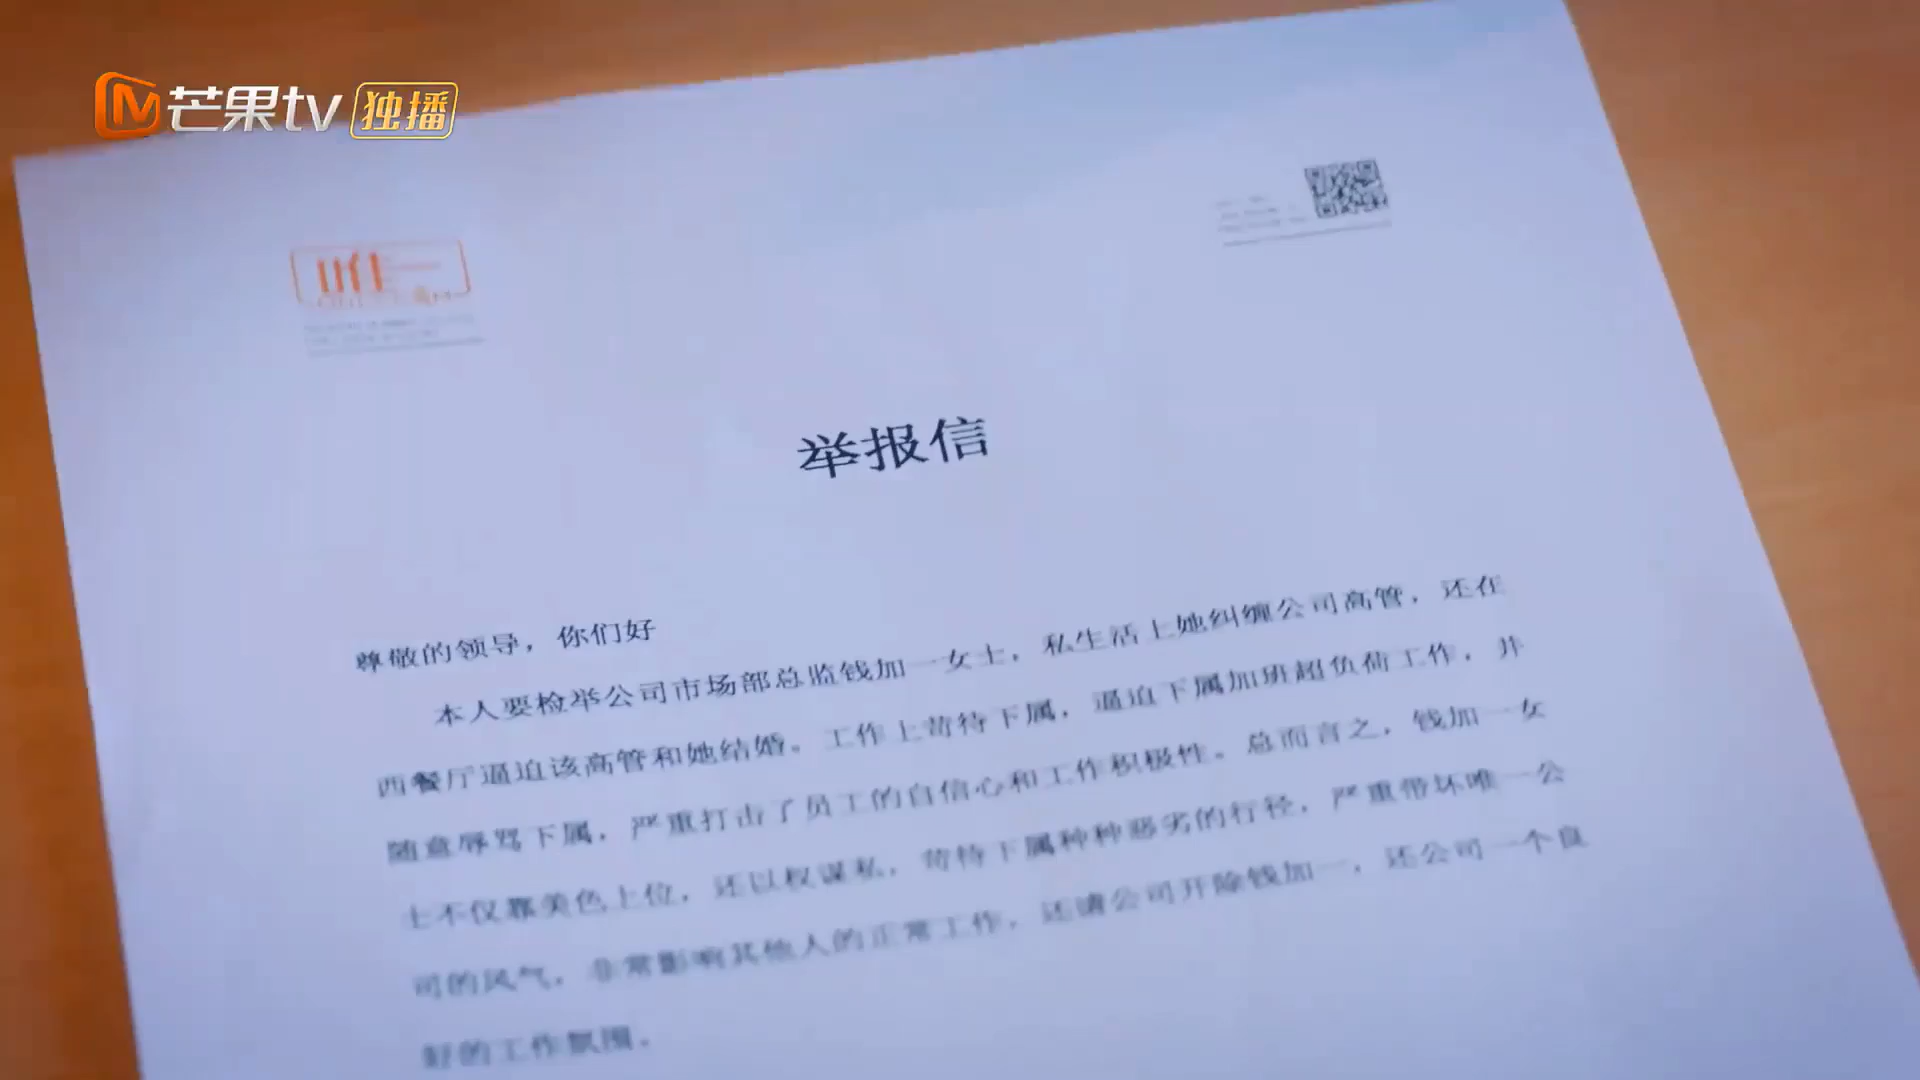 芒果tv 独播
唯一
举报信
尊敬的领导，你们好
本人要检举公司市场部总监钱加一女士，私生活上她纠缠公司高管，还在
西餐厅逼迫该高管和她结婚。工作上苛待下属，逼迫下属加班超负荷工作，并
随意辱骂下属，严重打击了员工的自信心和工作积极性。总而言之，钱加一女
士不仅靠美色上位，还以权谋私，苛待下属种种恶劣的行径，严重带坏唯一公
司的风气，非常影响其他人的正常工作，还请公司开除钱加一，还公司一个良
好的工作氛围。